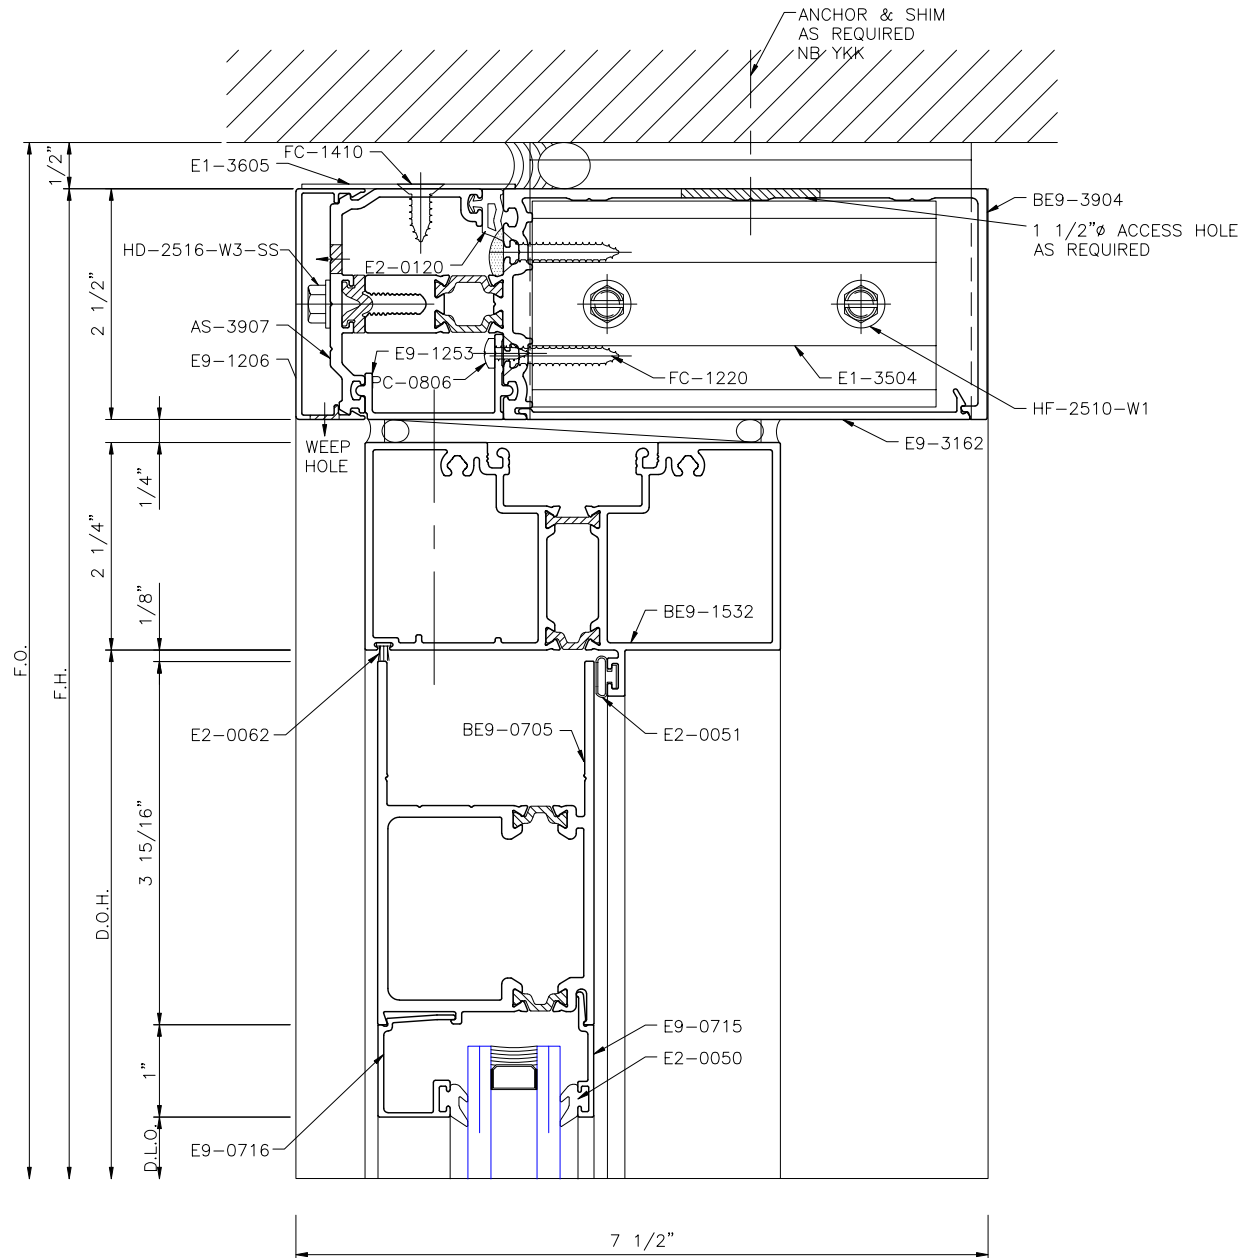 ANCHOR & SHIM
AS REQUIRED
NB YKK
FC-1410
E1-3605
1/2"
BE9-3904
1 1/2"ø ACCESS HOLE
AS REQUIRED
HD-2516-W3-SS
E2-0120
2 1/2"
AS-3907
E9-1206
E9-1253
PC-0806
FC-1220
E1-3504
HF-2510-W1
WEEP
HOLE
E9-3162
1/4"
2 1/4"
1/8"
BE9-1532
F.O.
F.H.
E2-0062
BE9-0705
E2-0051
3 15/16"
D.O.H.
E9-0715
E2-0050
1"
D.L.O.
E9-0716
7 1/2"